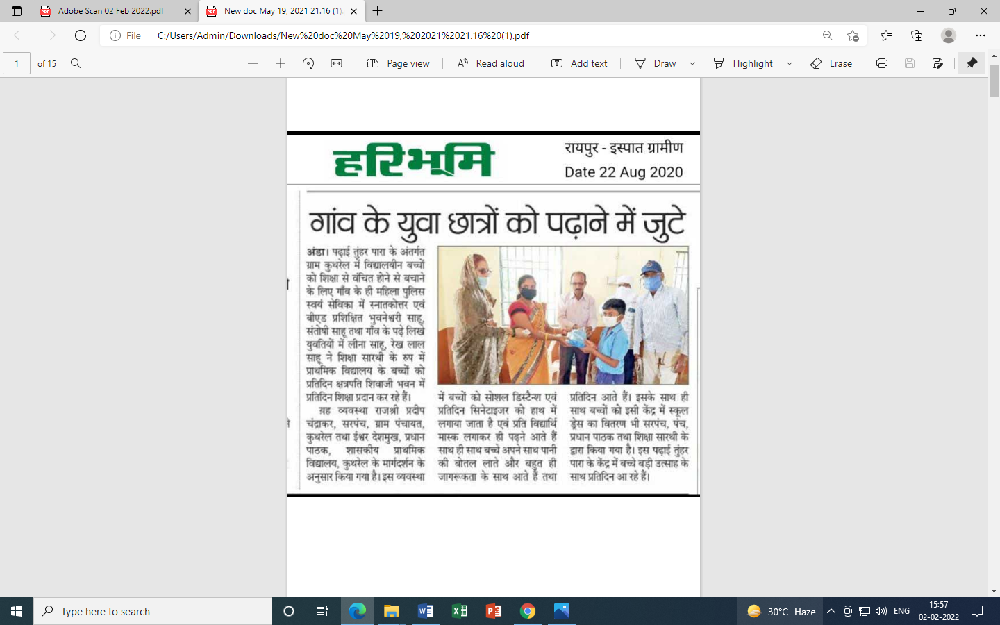 Adobe Scan 02 Feb 2022.pdf
New doc May 19, 2021 21.16 (1).
File
C:/Users/Admin/Downloads/New%20doc%20May%2019,%202021%2021.16%20(1).pdf
1 of 15
Page view
Read aloud
Add text
Draw
Highlight
Erase
हरिभूमि
रायपुर - इस्पात ग्रामीण
Date 22 Aug 2020
गांव के युवा छात्रों को पढ़ाने में जुटे
अंडा। पढ़ाई तुंहर पारा के अंतर्गत
ग्राम कुथरेल में विद्यालयीन बच्चों
को शिक्षा से वंचित होने से बचाने
के लिए गाँव के ही महिला पुलिस
स्वयं सेविका में स्नातकोत्तर एवं
बीएड प्रशिक्षित भुवनेश्वरी साहू,
संतोषी साहू तथा गाँव के पढ़े लिखे
युवतियों में लीना साहू, रेख लाल
साहू ने शिक्षा सारथी के रुप में
प्राथमिक विद्यालय के बच्चों को
प्रतिदिन क्षत्रपति शिवाजी भवन में
प्रतिदिन शिक्षा प्रदान कर रहे हैं।
यह व्यवस्था राजश्री प्रदीप
चंद्राकर, सरपंच, ग्राम पंचायत,
कुथरेल तथा ईश्वर देशमुख, प्रधान
पाठक, शासकीय प्राथमिक
विद्यालय, कुथरेल के मार्गदर्शन के
अनुसार किया गया है। इस व्यवस्था
में बच्चों को सोशल डिस्टैन्श एवं
प्रतिदिन सिनेटाइजर को हाथ में
लगाया जाता है एवं प्रति विद्यार्थि
मास्क लगाकर ही पढ़ने आते हैं
साथ ही साथ बच्चे अपने साथ पानी
की बोतल लाते और बहुत ही
जागरूकता के साथ आते हैं तथा
प्रतिदिन आते हैं। इसके साथ ही
साथ बच्चों को इसी केंद्र में स्कूल
ड्रेस का वितरण भी सरपंच, पंच,
प्रधान पाठक तथा शिक्षा सारथी के
द्वारा किया गया है। इस पढ़ाई तुंहर
पारा के केंद्र में बच्चे बड़ी उत्साह के
साथ प्रतिदिन आ रहे हैं।
Type here to search
30°C Haze
ENG
15:57
02-02-2022